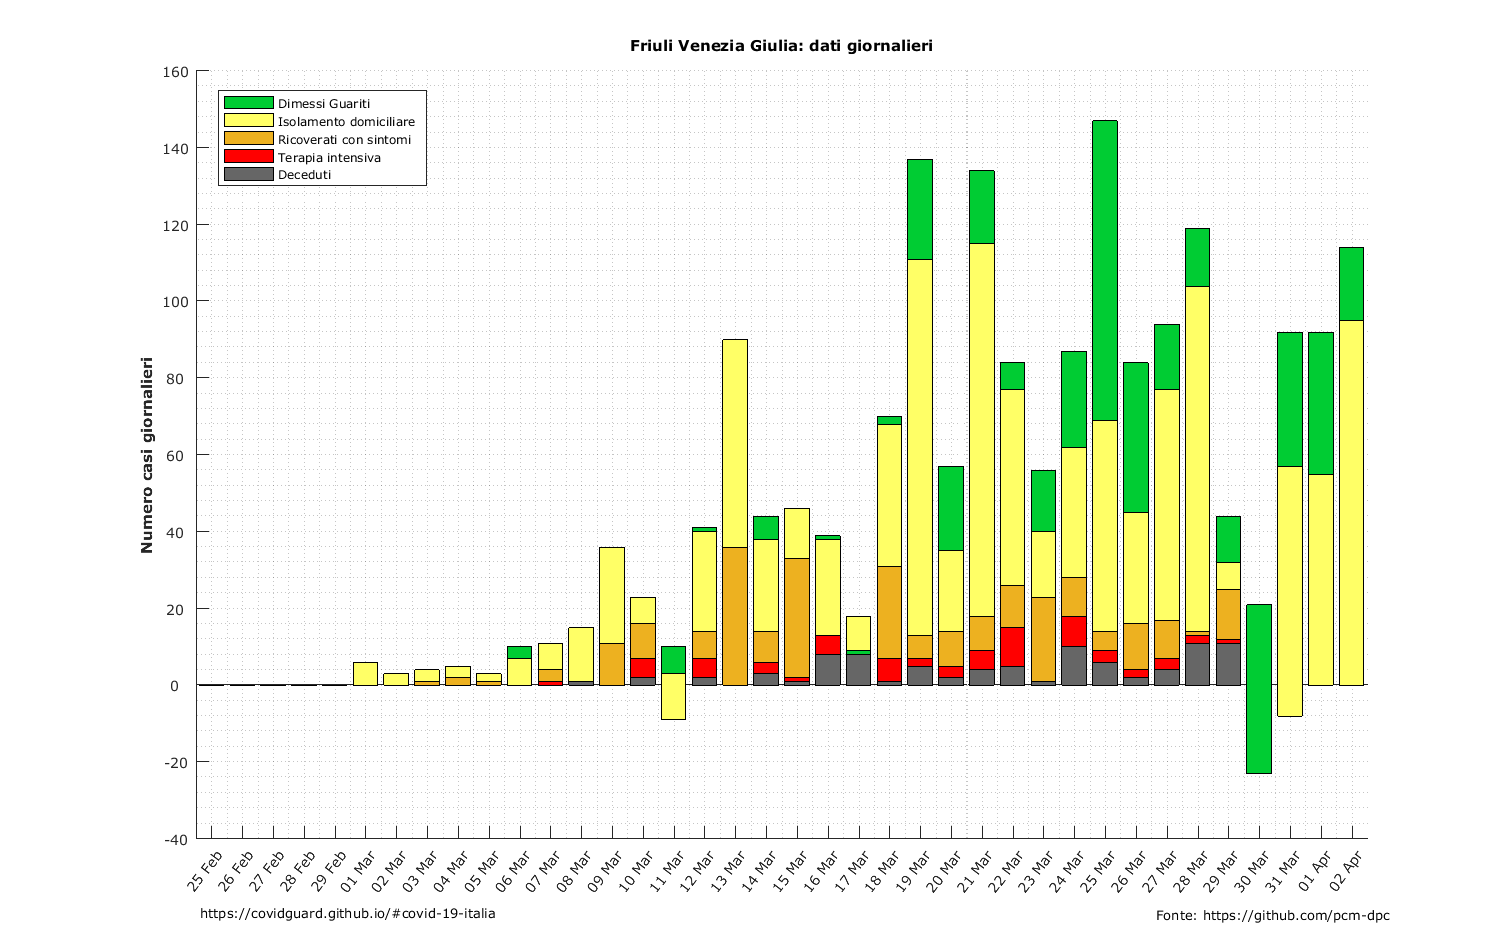 Friuli Venezia Giulia: dati giornalieri
160
140
120
100
80
60
40
20
0
-20
-40
Numero casi giornalieri
Dimessi Guariti
Isolamento domiciliare
Ricoverati con sintomi
Terapia intensiva
Deceduti
25 Feb
26 Feb
27 Feb
28 Feb
29 Feb
01 Mar
02 Mar
03 Mar
04 Mar
05 Mar
06 Mar
07 Mar
08 Mar
09 Mar
10 Mar
11 Mar
12 Mar
13 Mar
14 Mar
15 Mar
16 Mar
17 Mar
18 Mar
19 Mar
20 Mar
21 Mar
22 Mar
23 Mar
24 Mar
25 Mar
26 Mar
27 Mar
28 Mar
29 Mar
30 Mar
31 Mar
01 Apr
02 Apr
https://covidguard.github.io/#covid-19-italia
Fonte: https://github.com/pcm-dpc